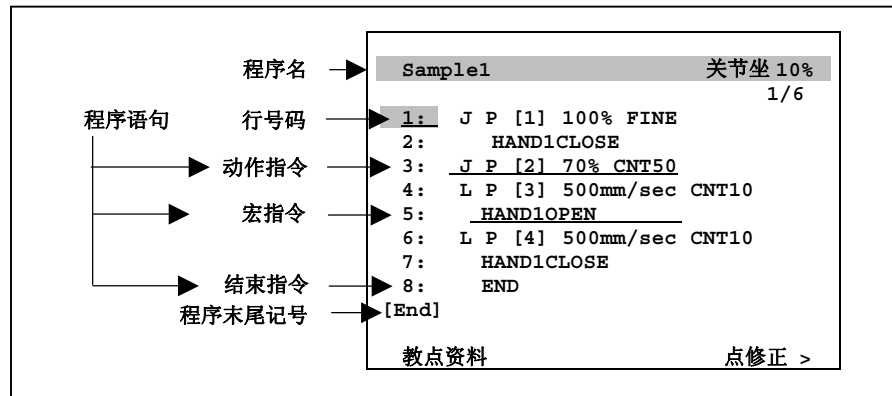 程序名 Sample1 关节坐 10%
1/6
程序语句 行号码 1: J P [1] 100% FINE
2: HAND1CLOSE
动作指令 3: J P [2] 70% CNT50
4: L P [3] 500mm/sec CNT10
宏指令 5: HAND1OPEN
6: L P [4] 500mm/sec CNT10
7: HAND1CLOSE
结束指令 8: END
程序末尾记号 [End]
教点资料 点修正 >